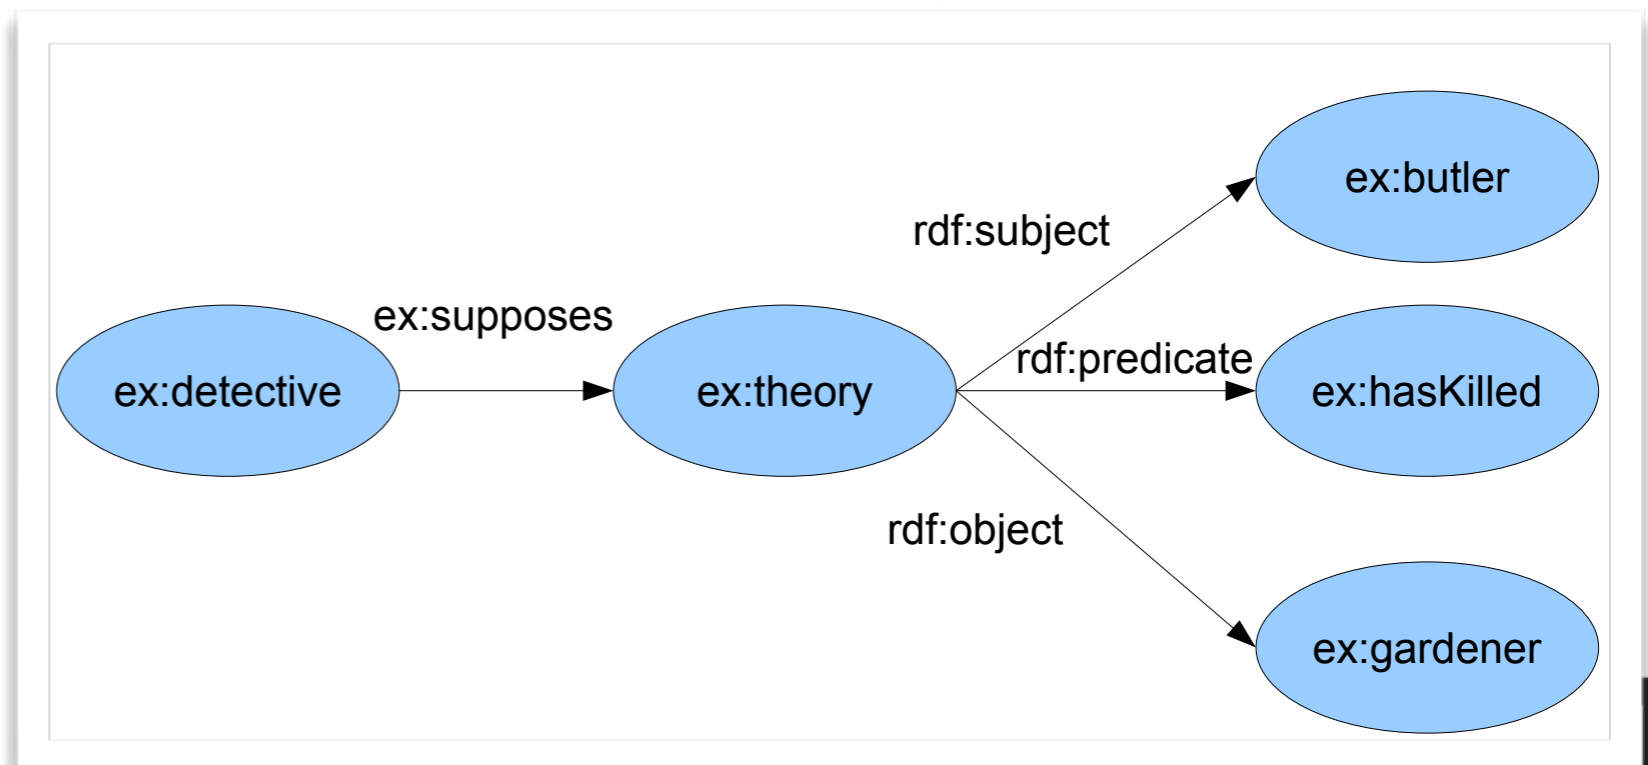 ex:butler
rdf:subject
ex:supposes
rdf:predicate
ex:detective
ex:theory
ex:hasKilled
rdf:object
ex:gardener